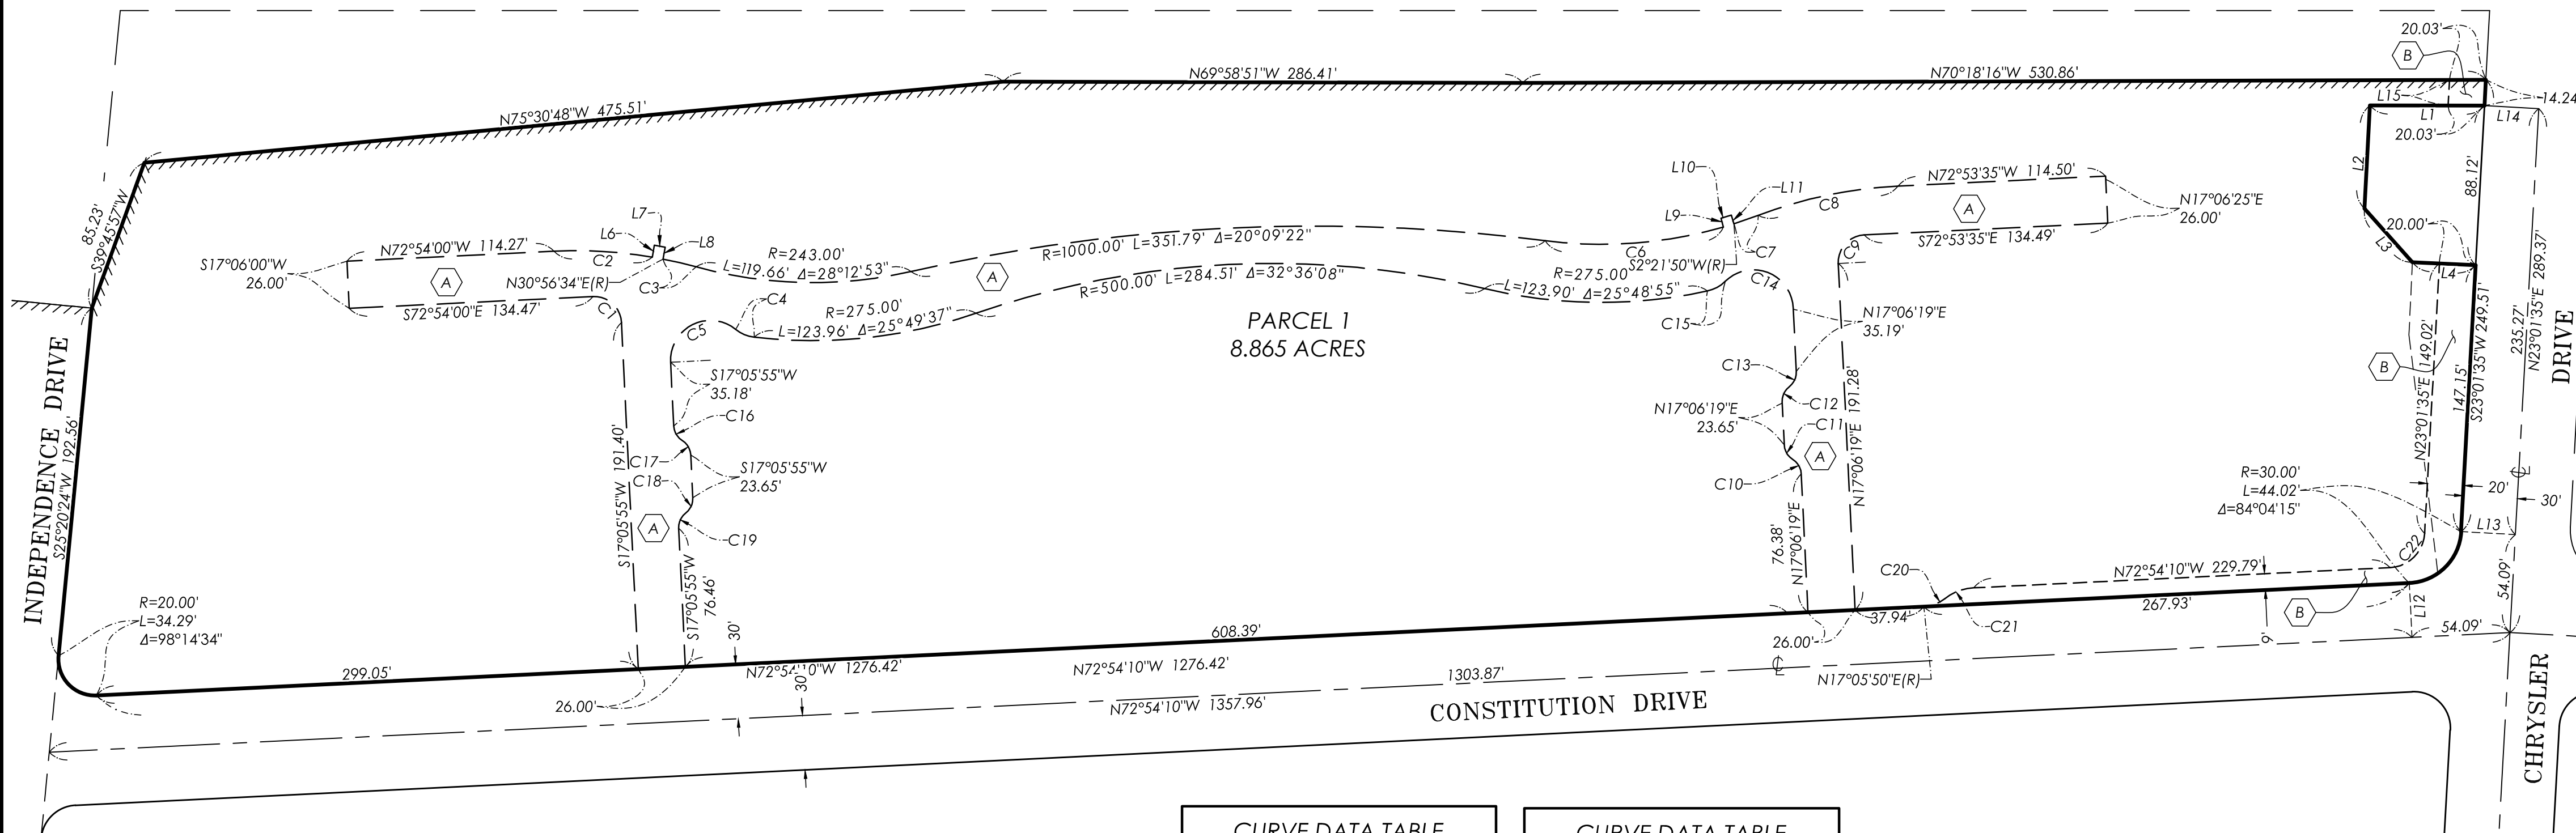 20.03'
B
N69°58'51"W 286.41'
N70°18'16"W 530.86'
N75°30'48"W 475.51'
L15
L1
20.03'
L14
L2
88.12'
85.23'
S39°45'57"W
L10
L11
L9
C7
C8
N72°53'35"W 114.50'
A
N17°06'25"E
26.00'
C9
S72°53'35"E 134.49'
L7
L6
L8
N72°54'00"W 114.27'
C2
S17°06'00"W
26.00'
A
N30°56'34"E(R)
C3
S72°54'00"E 134.47'
C1
R=243.00'
L=119.66' Δ=28°12'53"
A
R=1000.00' L=351.79' Δ=20°09'22"
C6
S2°21'50"W(R)
20.00'
L3
L4
C4
C5
R=275.00'
L=123.96' Δ=25°49'37"
R=500.00' L=284.51' Δ=32°36'08"
R=275.00'
L=123.90' Δ=25°48'55"
C14
C15
PARCEL 1
8.865 ACRES
N17°06'19"E
35.19'
C13
C12
N17°06'19"E
23.65'
C11
A
C10
N17°06'19"E 191.28'
76.38'
N17°06'19"E
S17°05'55"W
35.18'
C16
C17
S17°05'55"W
23.65'
C18
A
C19
S17°05'55"W 191.40'
S17°05'55"W
76.46'
INDEPENDENCE DRIVE
S25°20'24"W 192.56'
R=20.00'
L=34.29'
Δ=98°14'34"
B
N23°01'35"E 149.02'
147.15'
S23°01'35"W 249.51'
235.27'
N23°01'35"E 289.37'
DRIVE
R=30.00'
L=44.02'
Δ=84°04'15"
20'
30'
L13
C22
C20
C21
N72°54'10"W 229.79'
B
267.93'
9'
L12
54.09'
54.09'
37.94'
26.00'
N17°05'50"E(R)
299.05'
26.00'
30'
608.39'
N72°54'10"W 1276.42'
N72°54'10"W 1276.42'
30'
1303.87'
N72°54'10"W 1357.96'
CONSTITUTION DRIVE
CHRYSLER
CURVE DATA TABLE
CURVE DATA TABLE